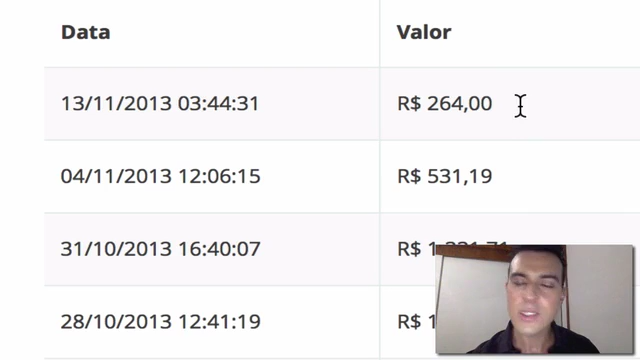 Data Valor
13/11/2013 03:44:31 R$ 264,00
04/11/2013 12:06:15 R$ 531,19
31/10/2013 16:40:07 R$
28/10/2013 12:41:19 R$